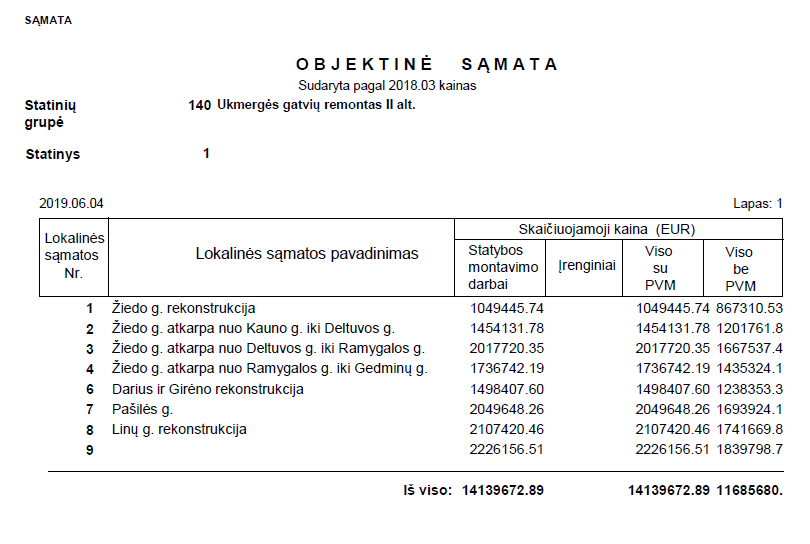 SĄMATA
OBJEKTINĖ SĄMATA
Sudaryta pagal 2018.03 kainas
Statinių grupė 140 Ukmergės gatvių remontas II alt.
Statinys 1
2019.06.04 Lapas: 1
Lokalinės sąmatos Nr. Lokalinės sąmatos pavadinimas Skaičiuojamoji kaina (EUR)
Statybos montavimo darbai Įrenginiai Viso su PVM Viso be PVM
1 Žiedo g. rekonstrukcija 1049445.74 1049445.74 867310.53
2 Žiedo g. atkarpa nuo Kauno g. iki Deltuvos g. 1454131.78 1454131.78 1201761.8
3 Žiedo g. atkarpa nuo Deltuvos g. iki Ramygalos g. 2017720.35 2017720.35 1667537.4
4 Žiedo g. atkarpa nuo Ramygalos g. iki Gedminų g. 1736742.19 1736742.19 1435324.1
6 Darius ir Girėno rekonstrukcija 1498407.60 1498407.60 1238353.3
7 Pašilės g. 2049648.26 2049648.26 1693924.1
8 Linų g. rekonstrukcija 2107420.46 2107420.46 1741669.8
9 2226156.51 2226156.51 1839798.7
Iš viso: 14139672.89 14139672.89 11685680.